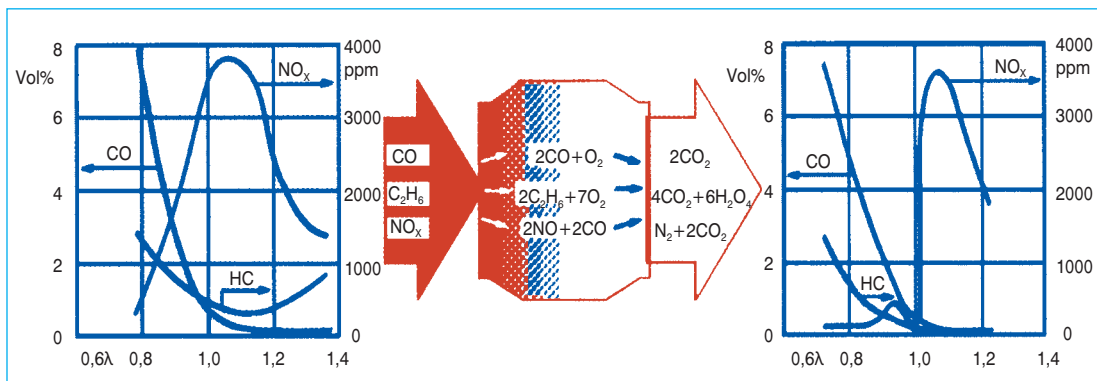 8
Vol%
6
4
2
0
0,6λ 0,8 1,0 1,2 1,4
4000
ppm
3000
2000
1000
0
NOX
CO
HC
CO
C2H6
NOX
2CO+O2
2C2H6+7O2
2NO+2CO
2CO2
4CO2+6H2O4
N2+2CO2
8
Vol%
6
4
2
0
0,6λ 0,8 1,0 1,2 1,4
4000
ppm
3000
2000
1000
0
NOX
CO
HC